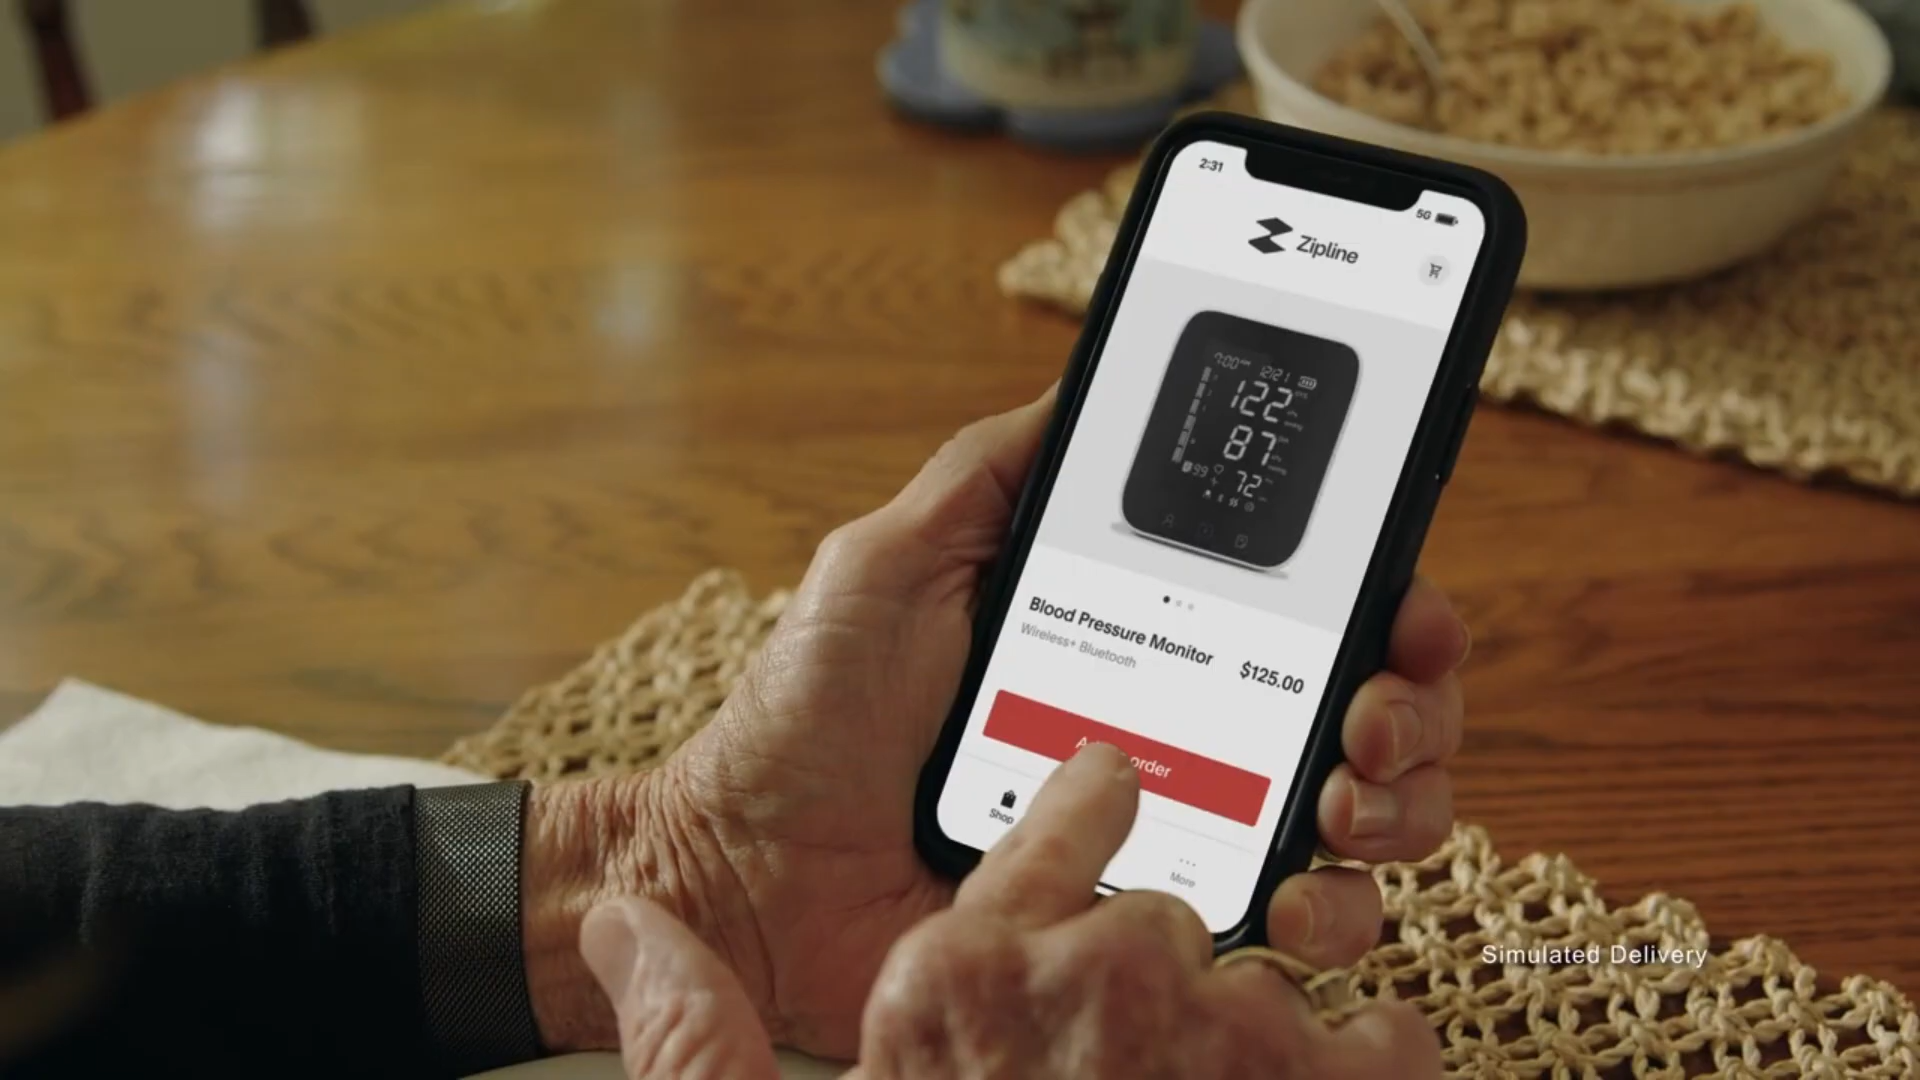 2:31
5G
Zipline
7:00
12:21
122
87
99
72
Blood Pressure Monitor
Wireless+ Bluetooth
$125.00
order
Shop
More
Simulated Delivery